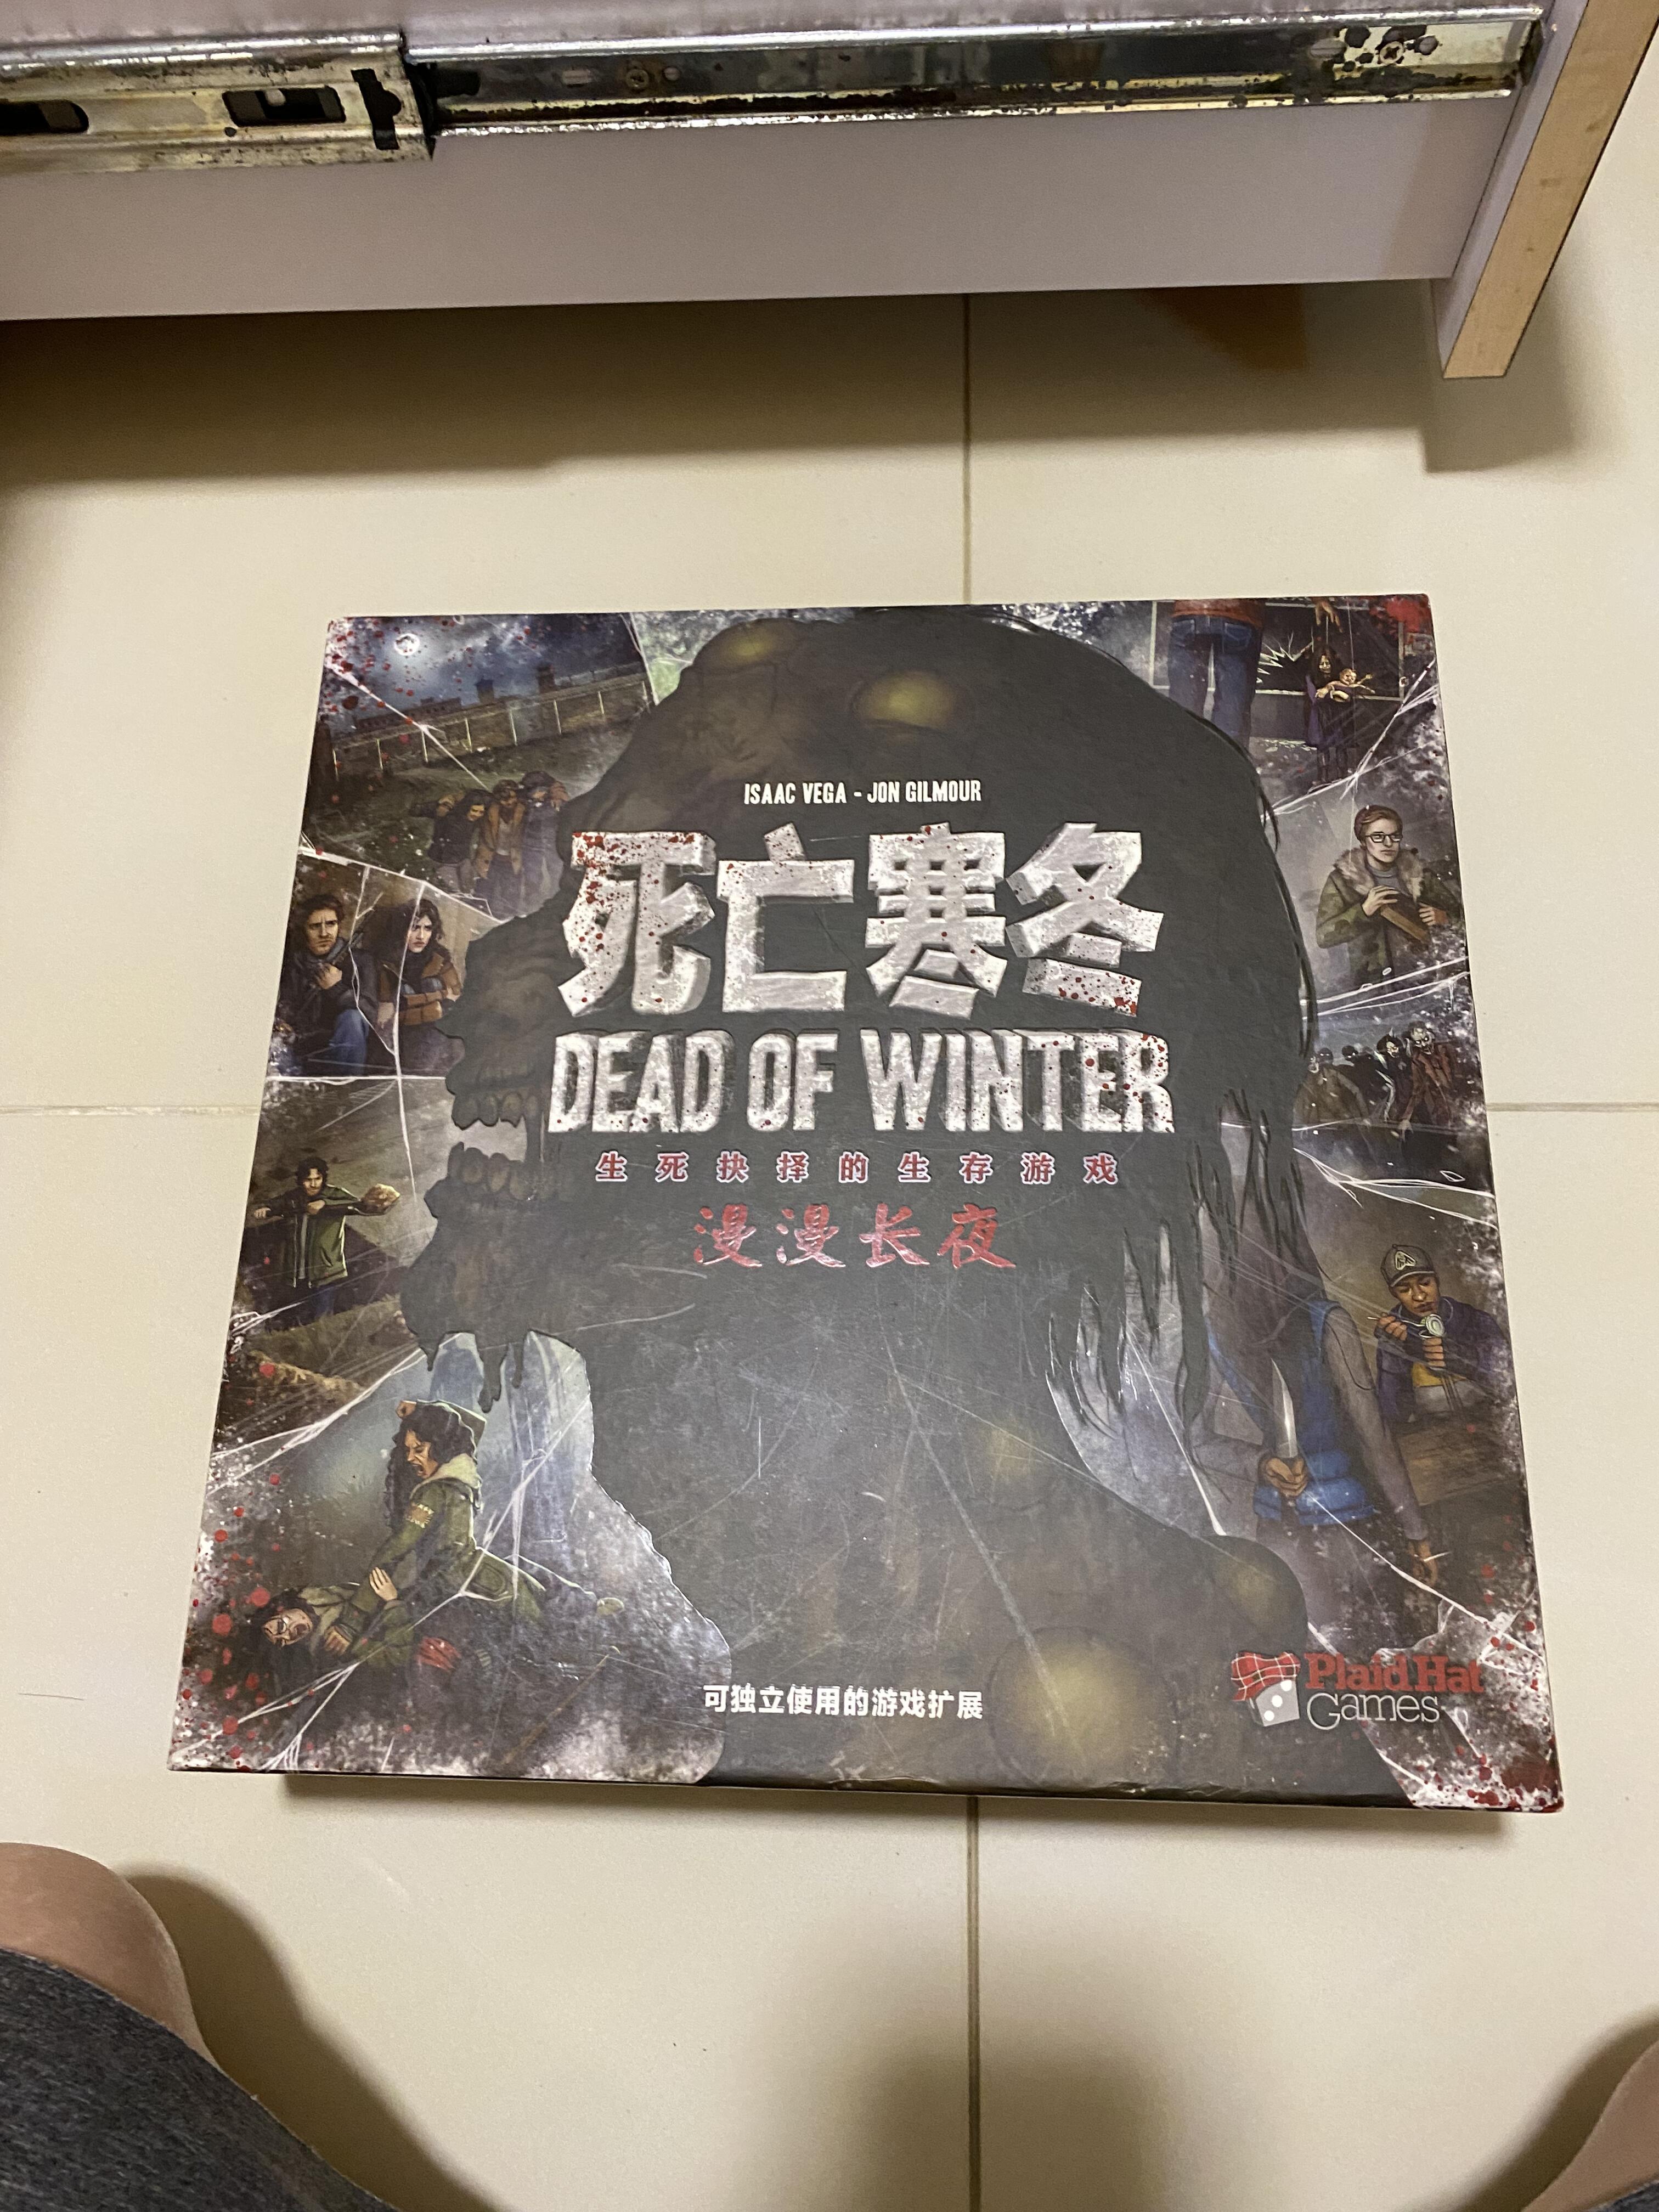 ISAAC VEGA - JON GILMOUR
死亡寒冬
DEAD OF WINTER
生死抉择的生存游戏
漫漫长夜
可独立使用的游戏扩展
Plaid Hat
Games